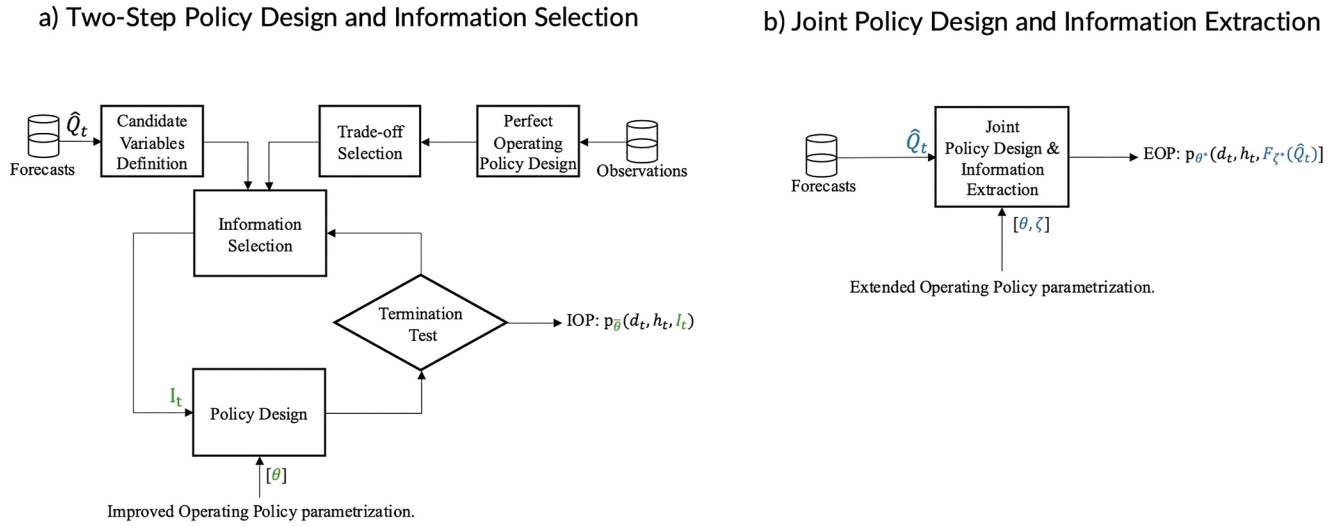 a) Two-Step Policy Design and Information Selection
Forecasts
Q̂t
Candidate
Variables
Definition
Trade-off
Selection
Perfect
Operating
Policy Design
Observations
Information
Selection
Termination
Test
IOP: pθ̅(dt, ht, It)
It
Policy Design
[θ]
Improved Operating Policy parametrization.
b) Joint Policy Design and Information Extraction
Forecasts
Q̂t
Joint
Policy Design &
Information
Extraction
EOP: pθ*(dt, ht, Fζ*(Q̂t)]
[θ, ζ]
Extended Operating Policy parametrization.